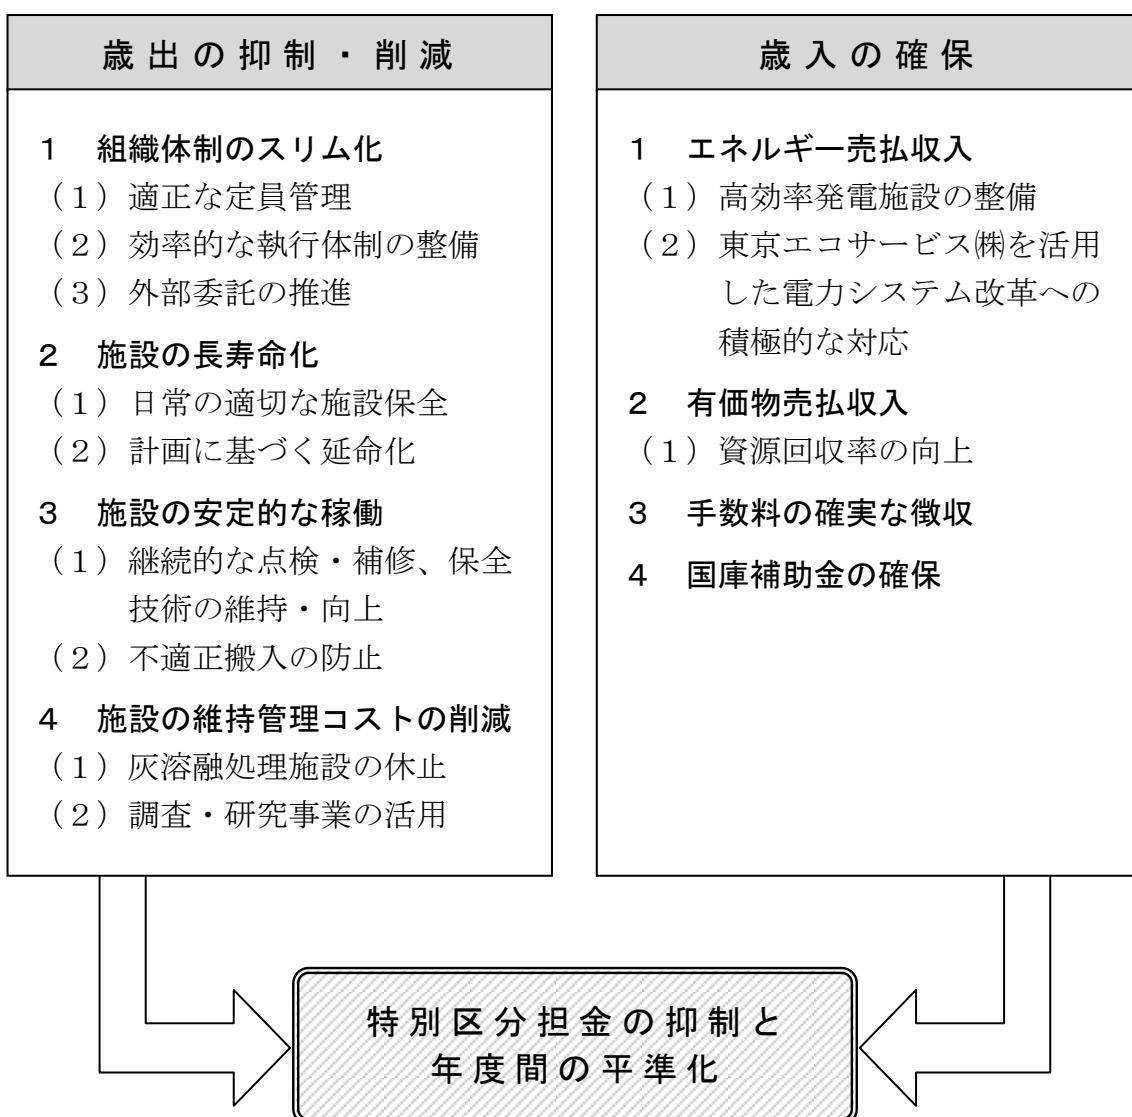 歳出の抑制・削減
1 組織体制のスリム化
（１）適正な定員管理
（２）効率的な執行体制の整備
（３）外部委託の推進
2 施設の長寿命化
（１）日常の適切な施設保全
（２）計画に基づく延命化
3 施設の安定的な稼働
（１）継続的な点検・補修、保全
技術の維持・向上
（２）不適正搬入の防止
4 施設の維持管理コストの削減
（１）灰溶融処理施設の休止
（２）調査・研究事業の活用
歳入の確保
1 エネルギー売払収入
（１）高効率発電施設の整備
（２）東京エコサービス㈱を活用
した電力システム改革への
積極的な対応
2 有価物売払収入
（１）資源回収率の向上
3 手数料の確実な徴収
4 国庫補助金の確保
特別区分担金の抑制と
年度間の平準化